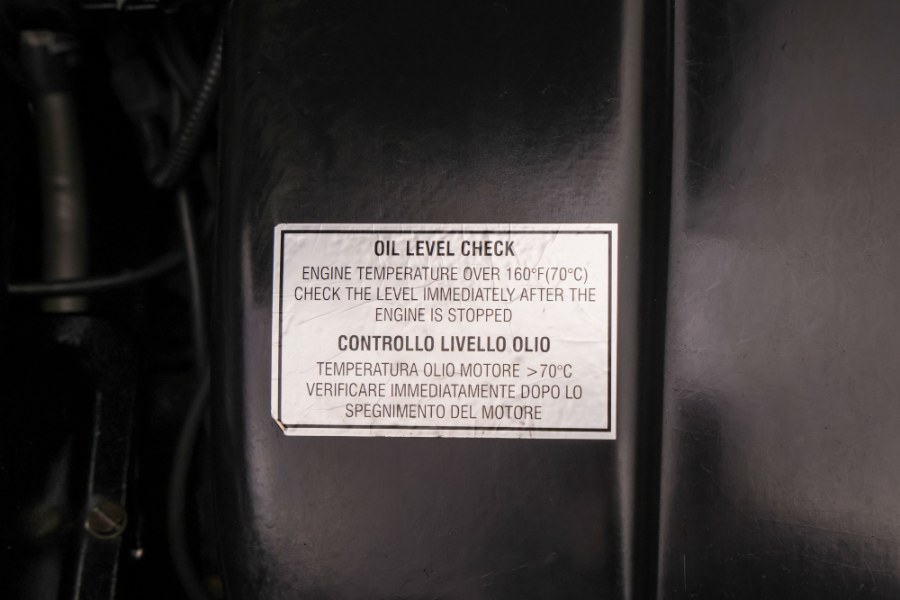 OIL LEVEL CHECK
ENGINE TEMPERATURE OVER 160°F(70°C)
CHECK THE LEVEL IMMEDIATELY AFTER THE
ENGINE IS STOPPED
CONTROLLO LIVELLO OLIO
TEMPERATURA OLIO MOTORE >70°C
VERIFICARE IMMEDIATAMENTE DOPO LO
SPEGNIMENTO DEL MOTORE